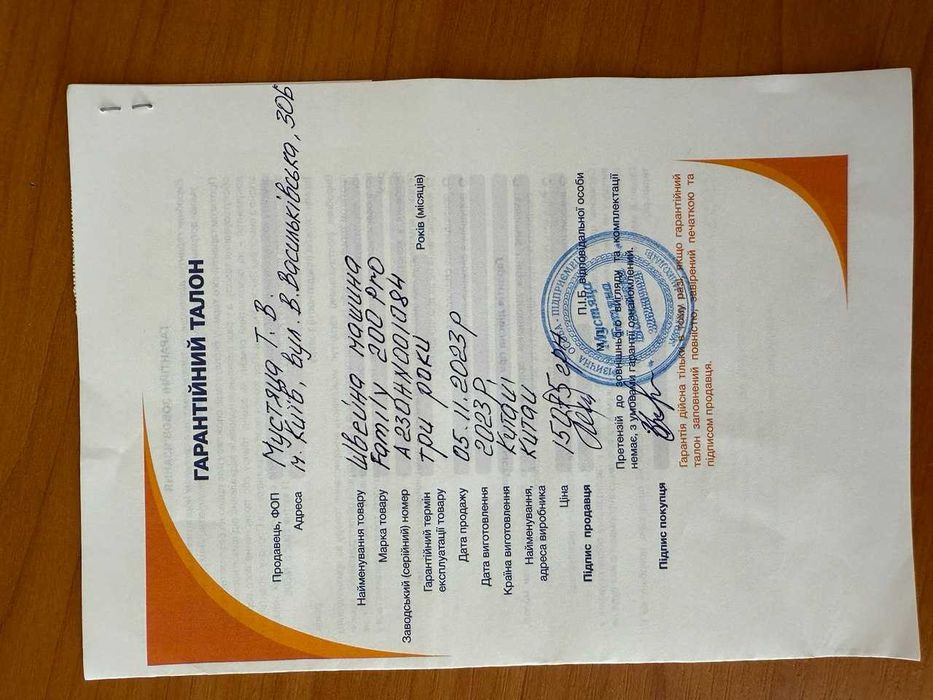 ГАРАНТІЙНИЙ ТАЛОН
Продавець, ФОП Мустяца Т. В.
Адреса м. Київ, вул. В.Васильківська, 30Б
Найменування товару Швейна машина
Марка товару Family 200 Pro
Заводський (серійний) номер A230HN001084
Гарантійний термін
експлуатації товару три роки Років (місяців)
Дата продажу 05.11.2023р
Дата виготовлення 2023р
Країна виготовлення Китай
Найменування,
адреса виробника Китай
Ціна
Підпис продавця П.І.Б. відповідальної особи
М.П.
Претензій до зовнішнього вигляду та комплектації
немає, з умовами гарантії ознайомлений.
Підпис покупця
Гарантія дійсна тільки в тому разі, якщо гарантійний
талон заповнений повністю, завірений печаткою та
підписом продавця.